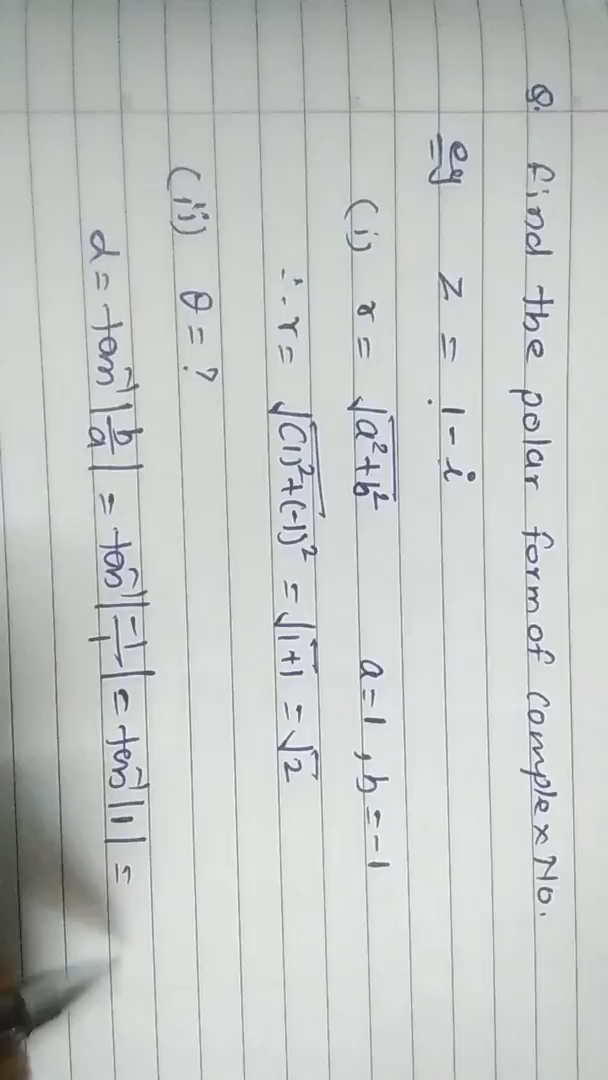 Q. find the polar form of Complex No.
eg z = 1 - i
(i) r = √a²+b² a=1, b=-1
∴ r = √(1)²+(-1)² = √1+1 = √2
(ii) θ = ?
α = tan⁻¹|b/a| = tan⁻¹|-1/1| = tan⁻¹|1| =